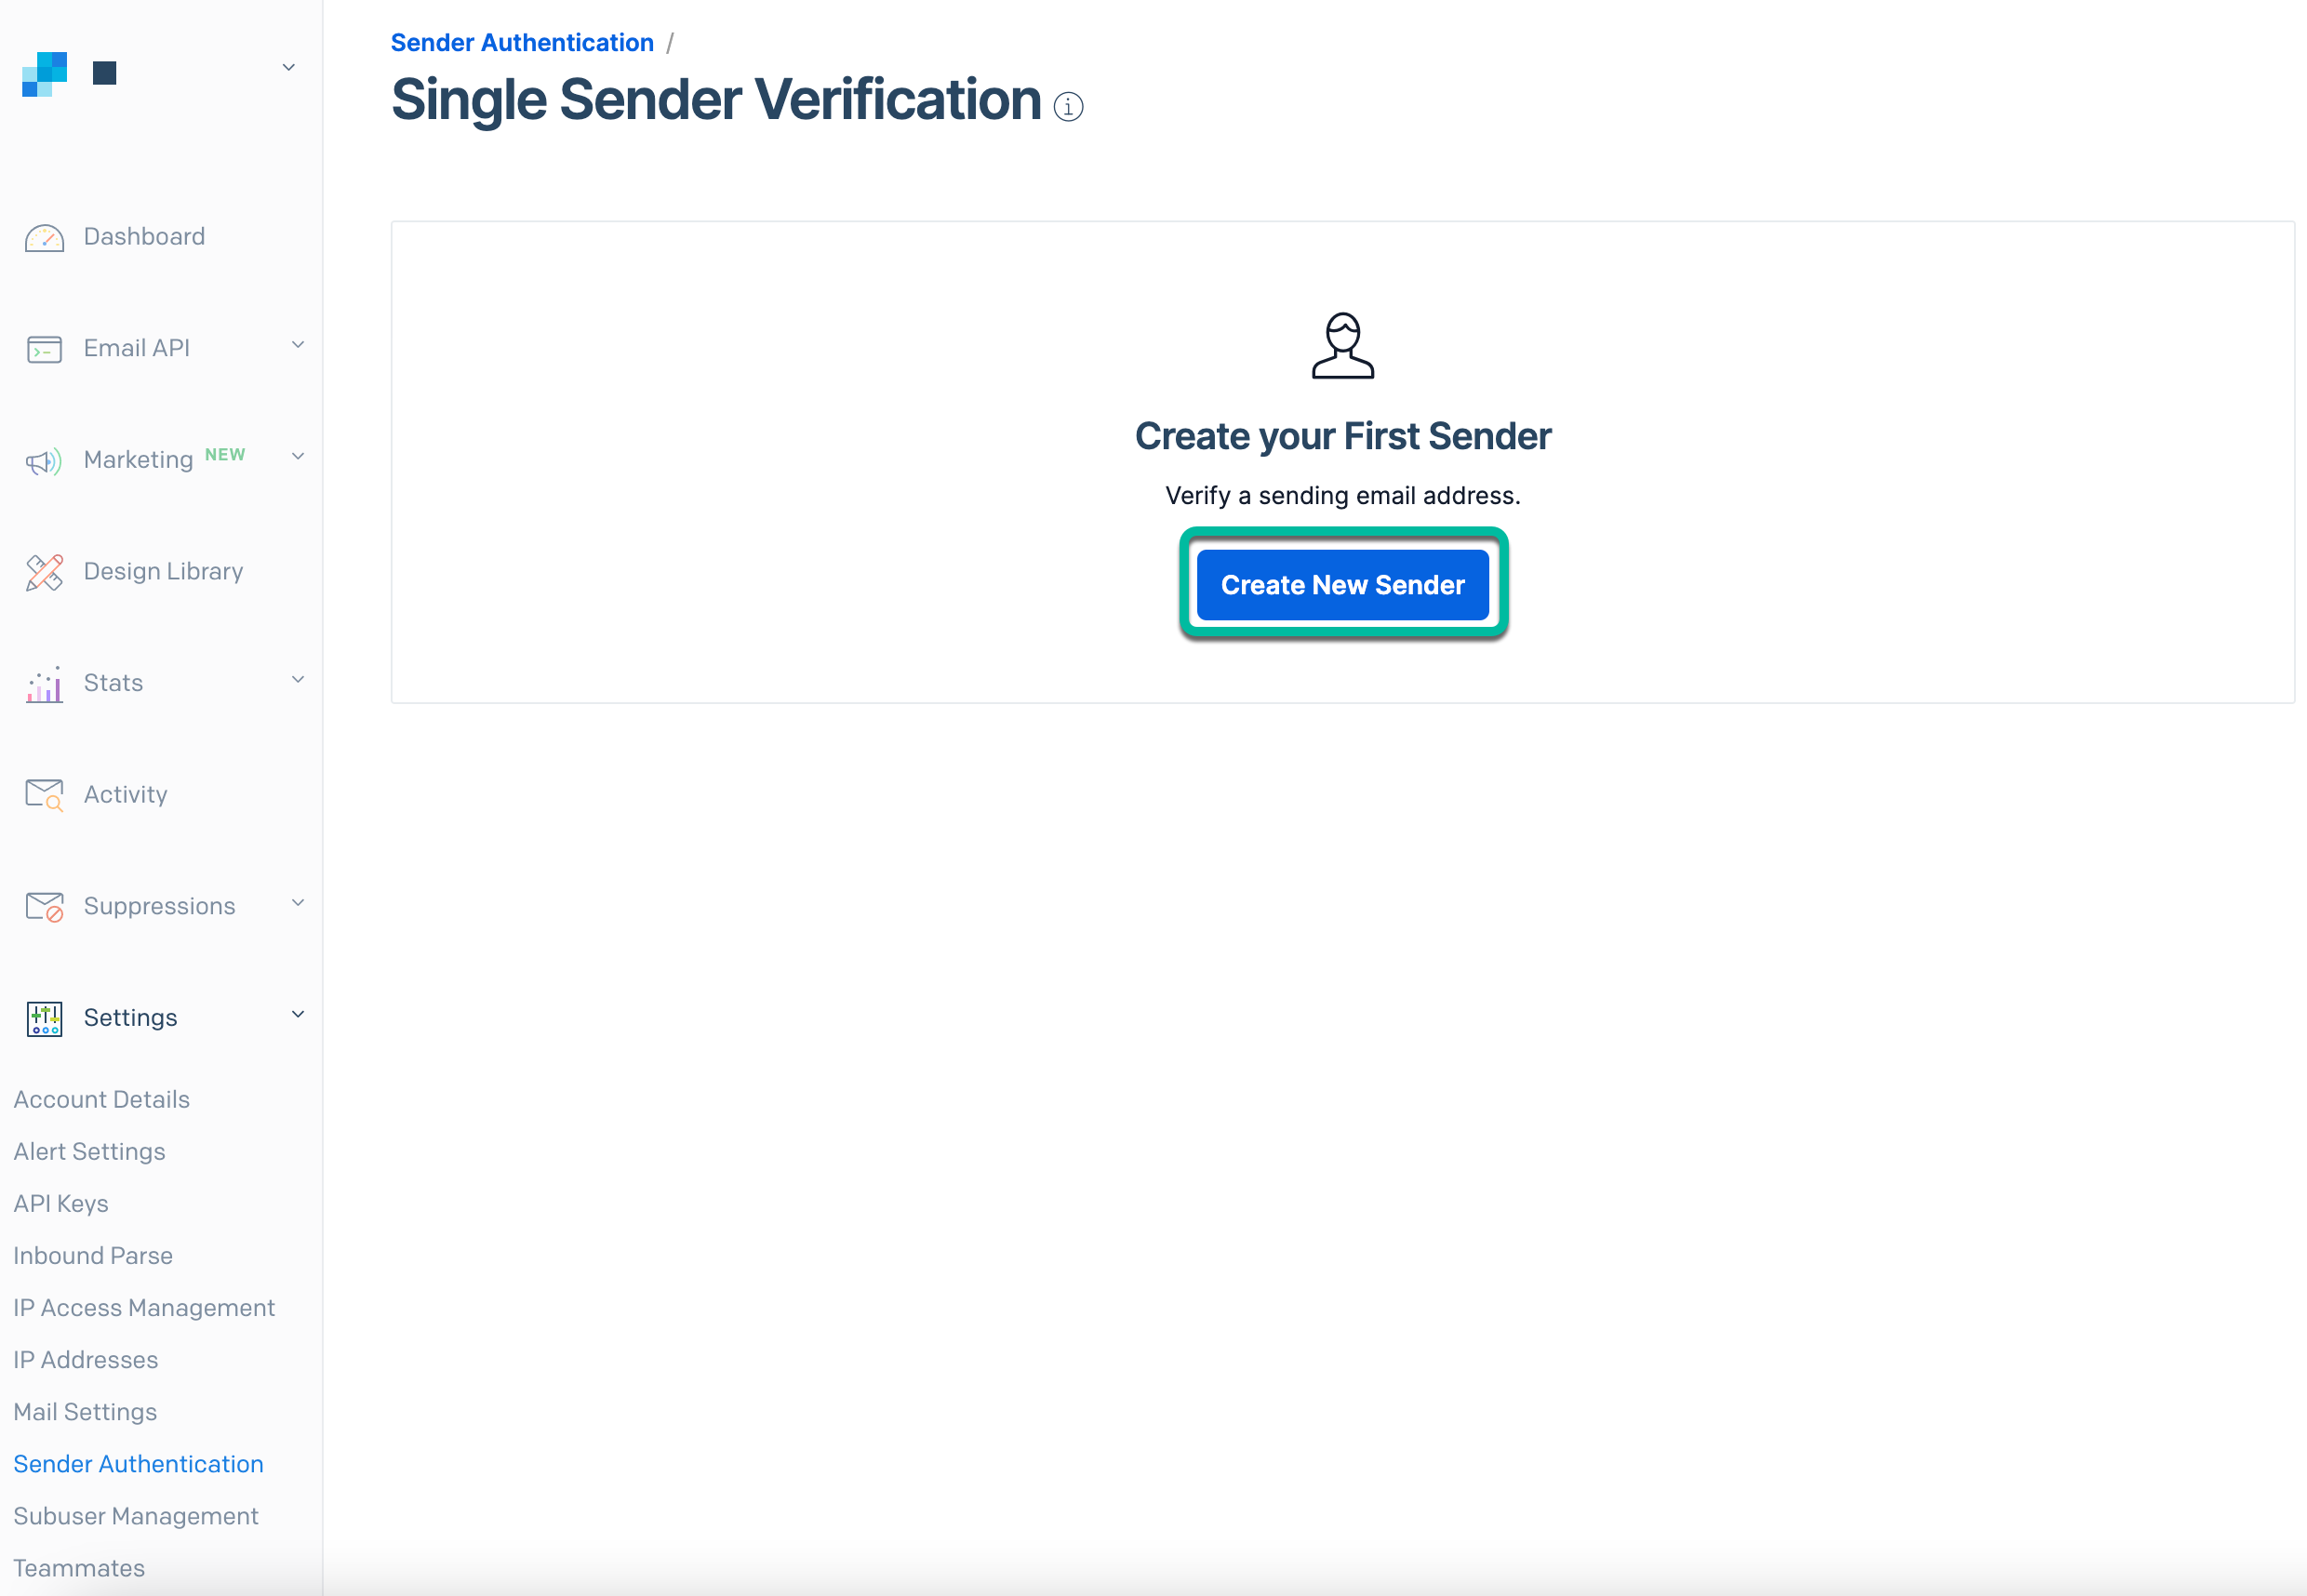 Sender Authentication /
Single Sender Verification
Dashboard
Email API
Marketing NEW
Design Library
Stats
Activity
Suppressions
Settings
Account Details
Alert Settings
API Keys
Inbound Parse
IP Access Management
IP Addresses
Mail Settings
Sender Authentication
Subuser Management
Teammates
Create your First Sender
Verify a sending email address.
Create New Sender